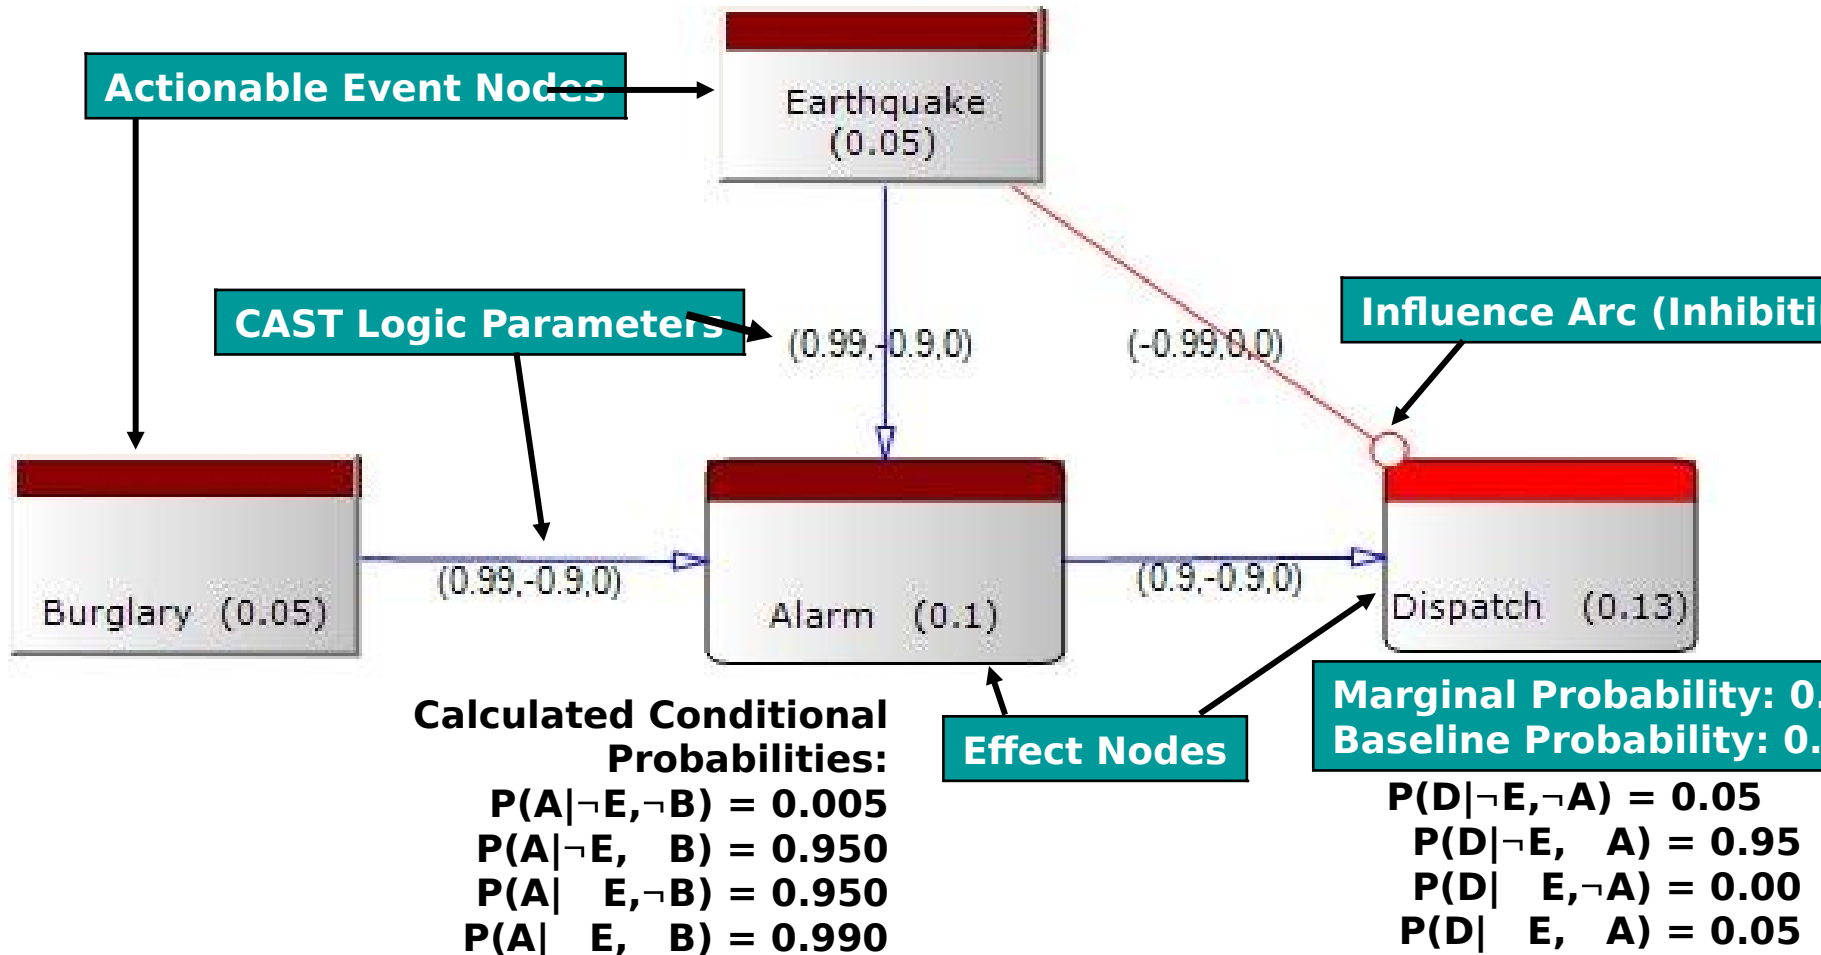 Actionable Event Nodes
Earthquake
(0.05)
CAST Logic Parameters
(0.99,-0.9,0)
(-0.99,0,0)
Influence Arc (Inhibiti
(0.99,-0.9,0)
(0.9,-0.9,0)
Burglary (0.05)
Alarm (0.1)
Dispatch (0.13)
Calculated Conditional
Probabilities:
P(A|¬E,¬B) = 0.005
P(A|¬E, B) = 0.950
P(A| E,¬B) = 0.950
P(A| E, B) = 0.990
Effect Nodes
Marginal Probability: 0.
Baseline Probability: 0.
P(D|¬E,¬A) = 0.05
P(D|¬E, A) = 0.95
P(D| E,¬A) = 0.00
P(D| E, A) = 0.05